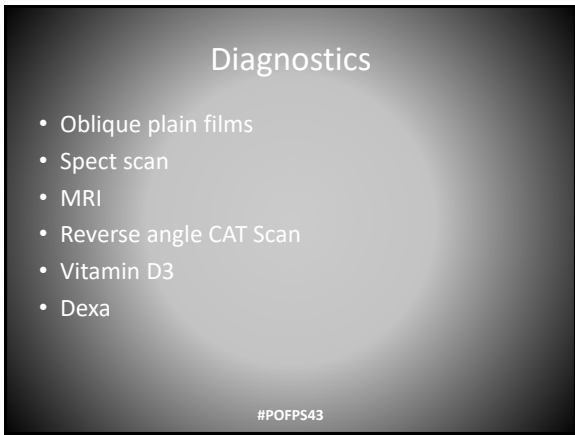 Diagnostics
• Oblique plain films
• Spect scan
• MRI
• Reverse angle CAT Scan
• Vitamin D3
• Dexa
#POFPS43